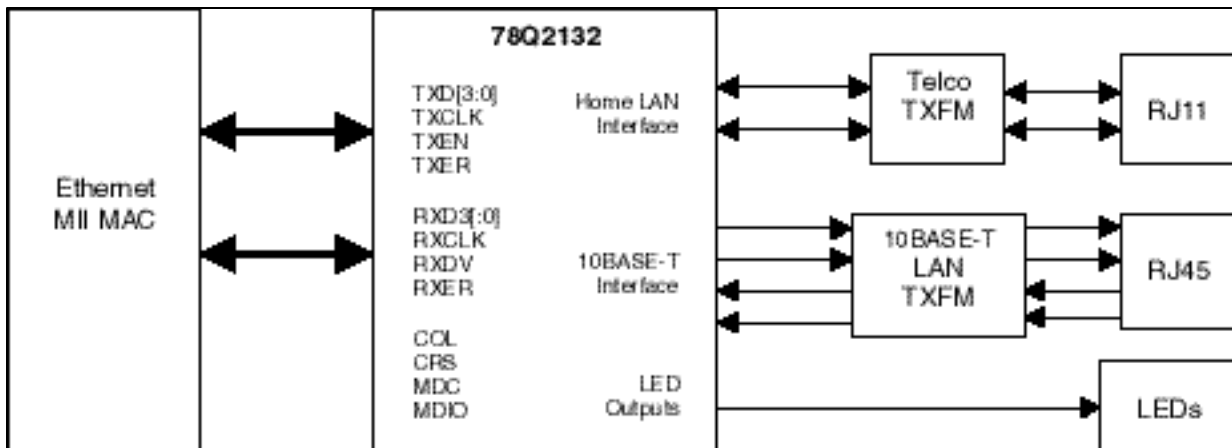 78Q2132
Ethernet
MII MAC
TXD[3:0]
TXCLK
TXEN
TXER
RXD3[:0]
RXCLK
RXDV
RXER
COL
CRS
MDC
MDIO
Home LAN
Interface
10BASE-T
Interface
LED
Outputs
Telco
TXFM
RJ11
10BASE-T
LAN
TXFM
RJ45
LEDs